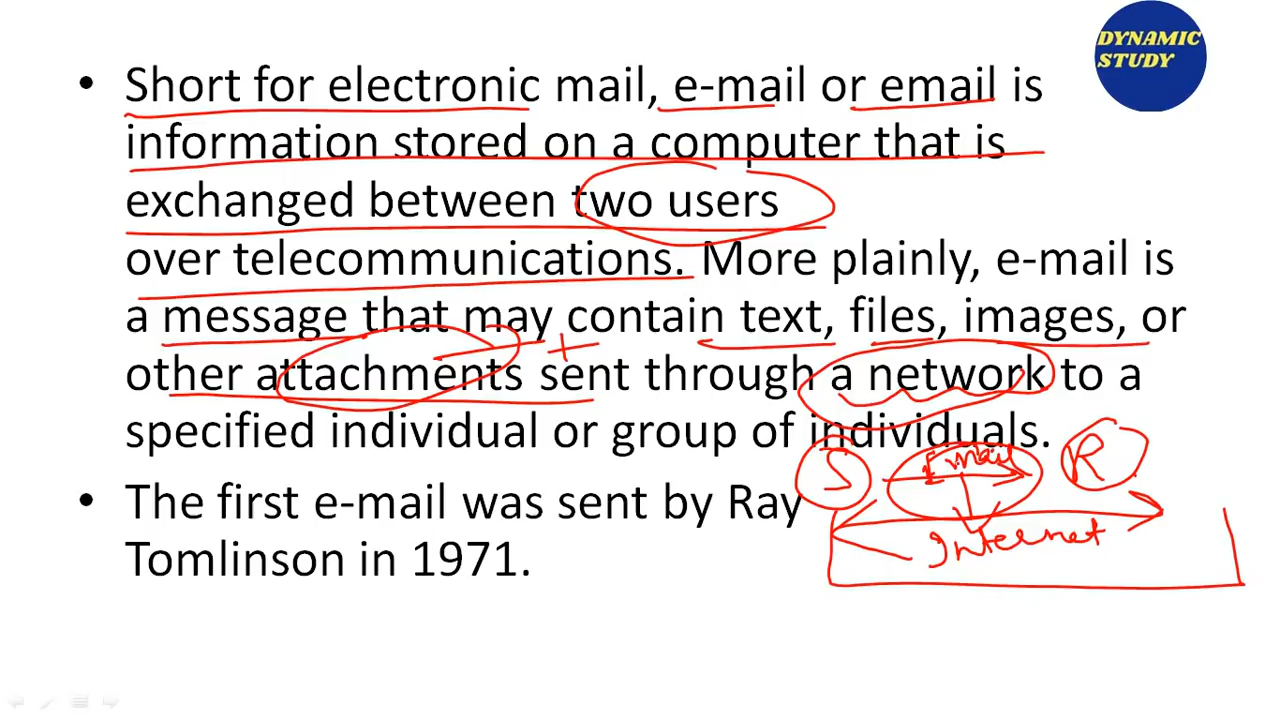 DYNAMIC
STUDY
• Short for electronic mail, e-mail or email is
information stored on a computer that is
exchanged between two users
over telecommunications. More plainly, e-mail is
a message that may contain text, files, images, or
other attachments sent through a network to a
specified individual or group of individuals.
S Email R
• The first e-mail was sent by Ray
Internet
Tomlinson in 1971.